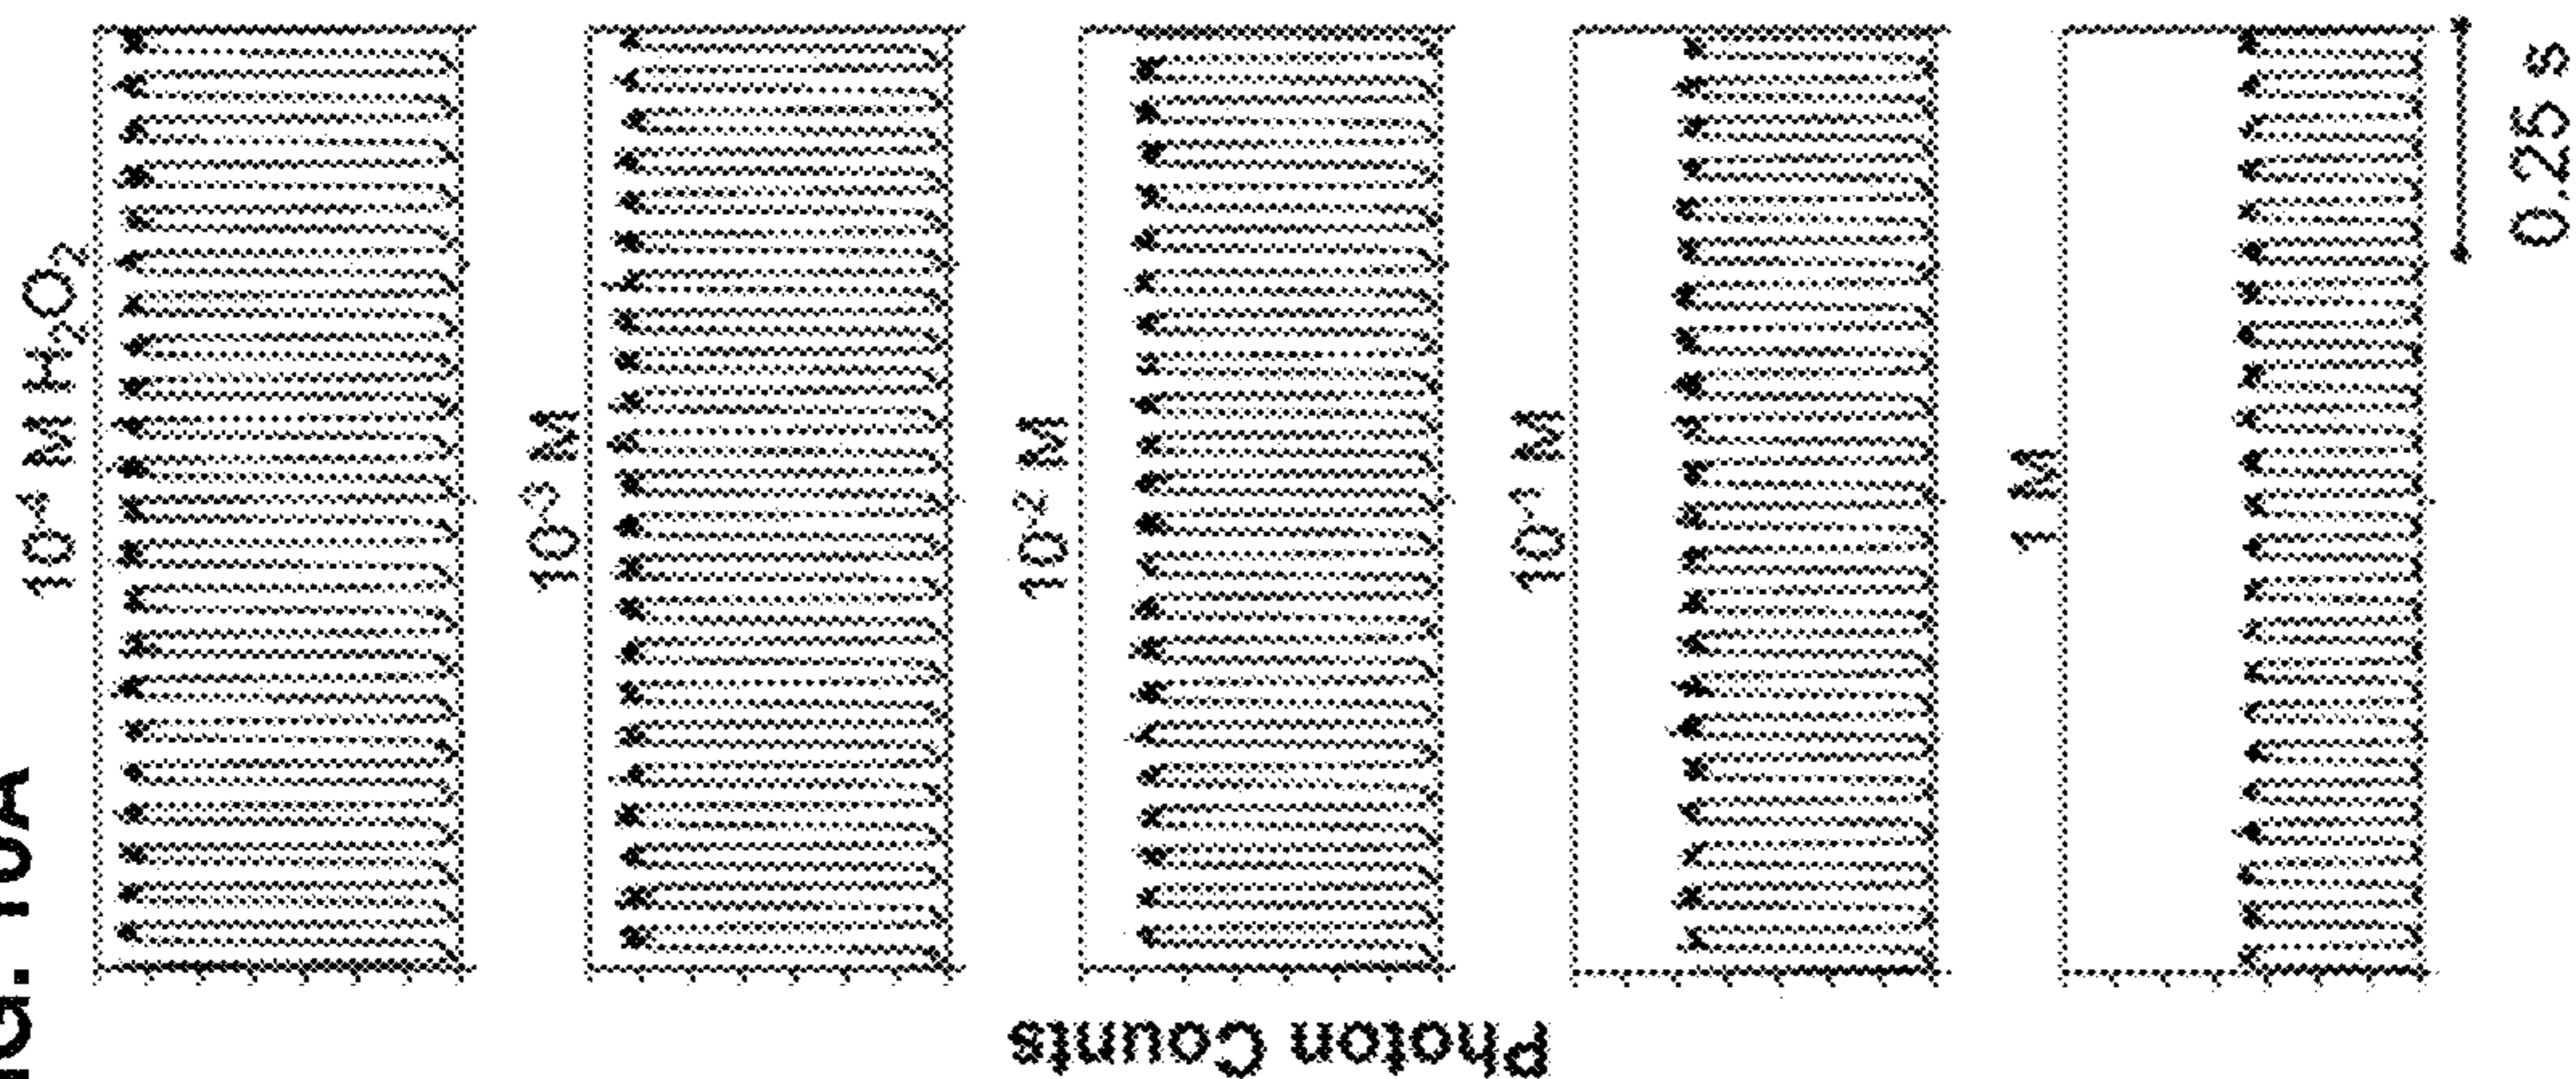 FIG. 10A
10⁻⁴ M H₂O₂
10⁻³ M
10⁻² M
10⁻¹ M
1 M
Photon Counts
0.25 s